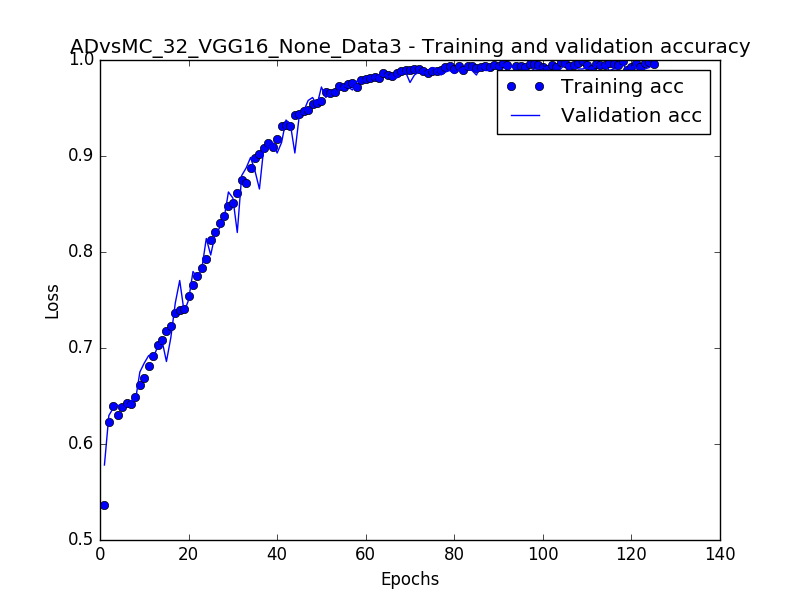 ADvsMC_32_VGG16_None_Data3 - Training and validation accuracy
1.0
0.9
0.8
0.7
0.6
0.5
Loss
Training acc
Validation acc
0
20
40
60
80
100
120
140
Epochs